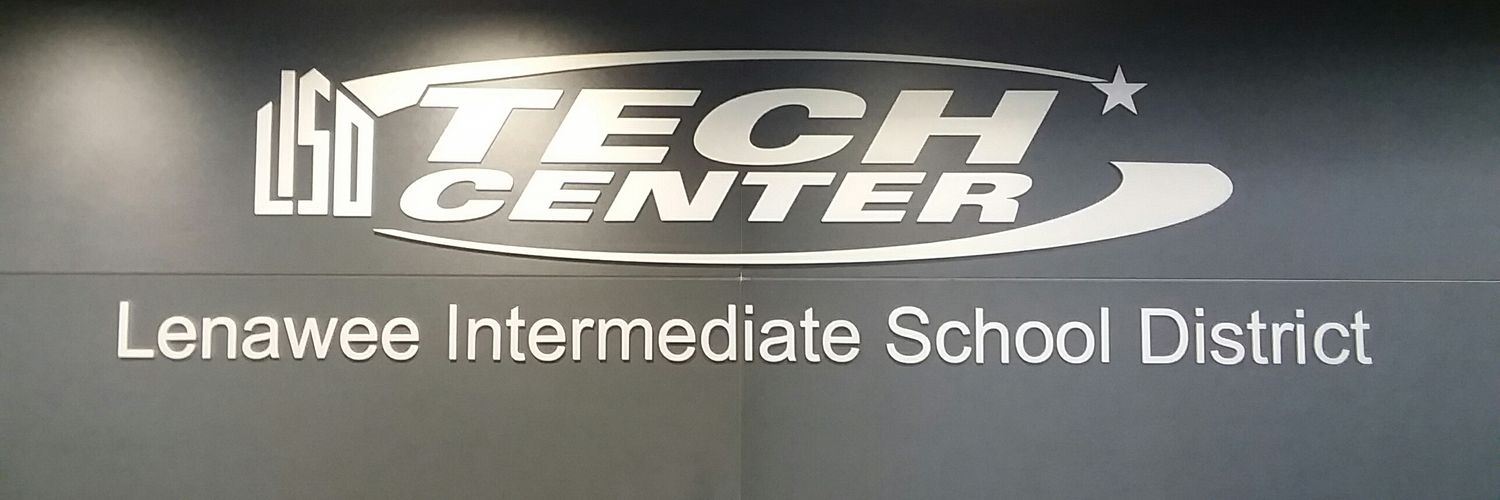 LISD TECH
CENTER
Lenawee Intermediate School District